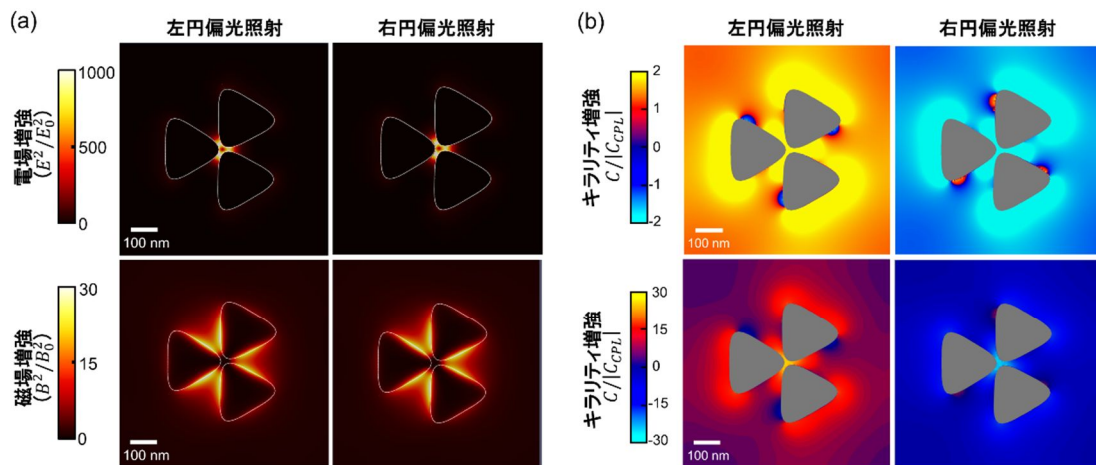 (a)
左円偏光照射
右円偏光照射
電場増強
(E²/E₀²)
1000
500
0
100 nm
磁場増強
(B²/B₀²)
30
15
0
100 nm
(b)
左円偏光照射
右円偏光照射
キラリティ増強
C/|C_CPL|
2
1
0
-1
-2
100 nm
キラリティ増強
C/|C_CPL|
30
15
0
-15
-30
100 nm